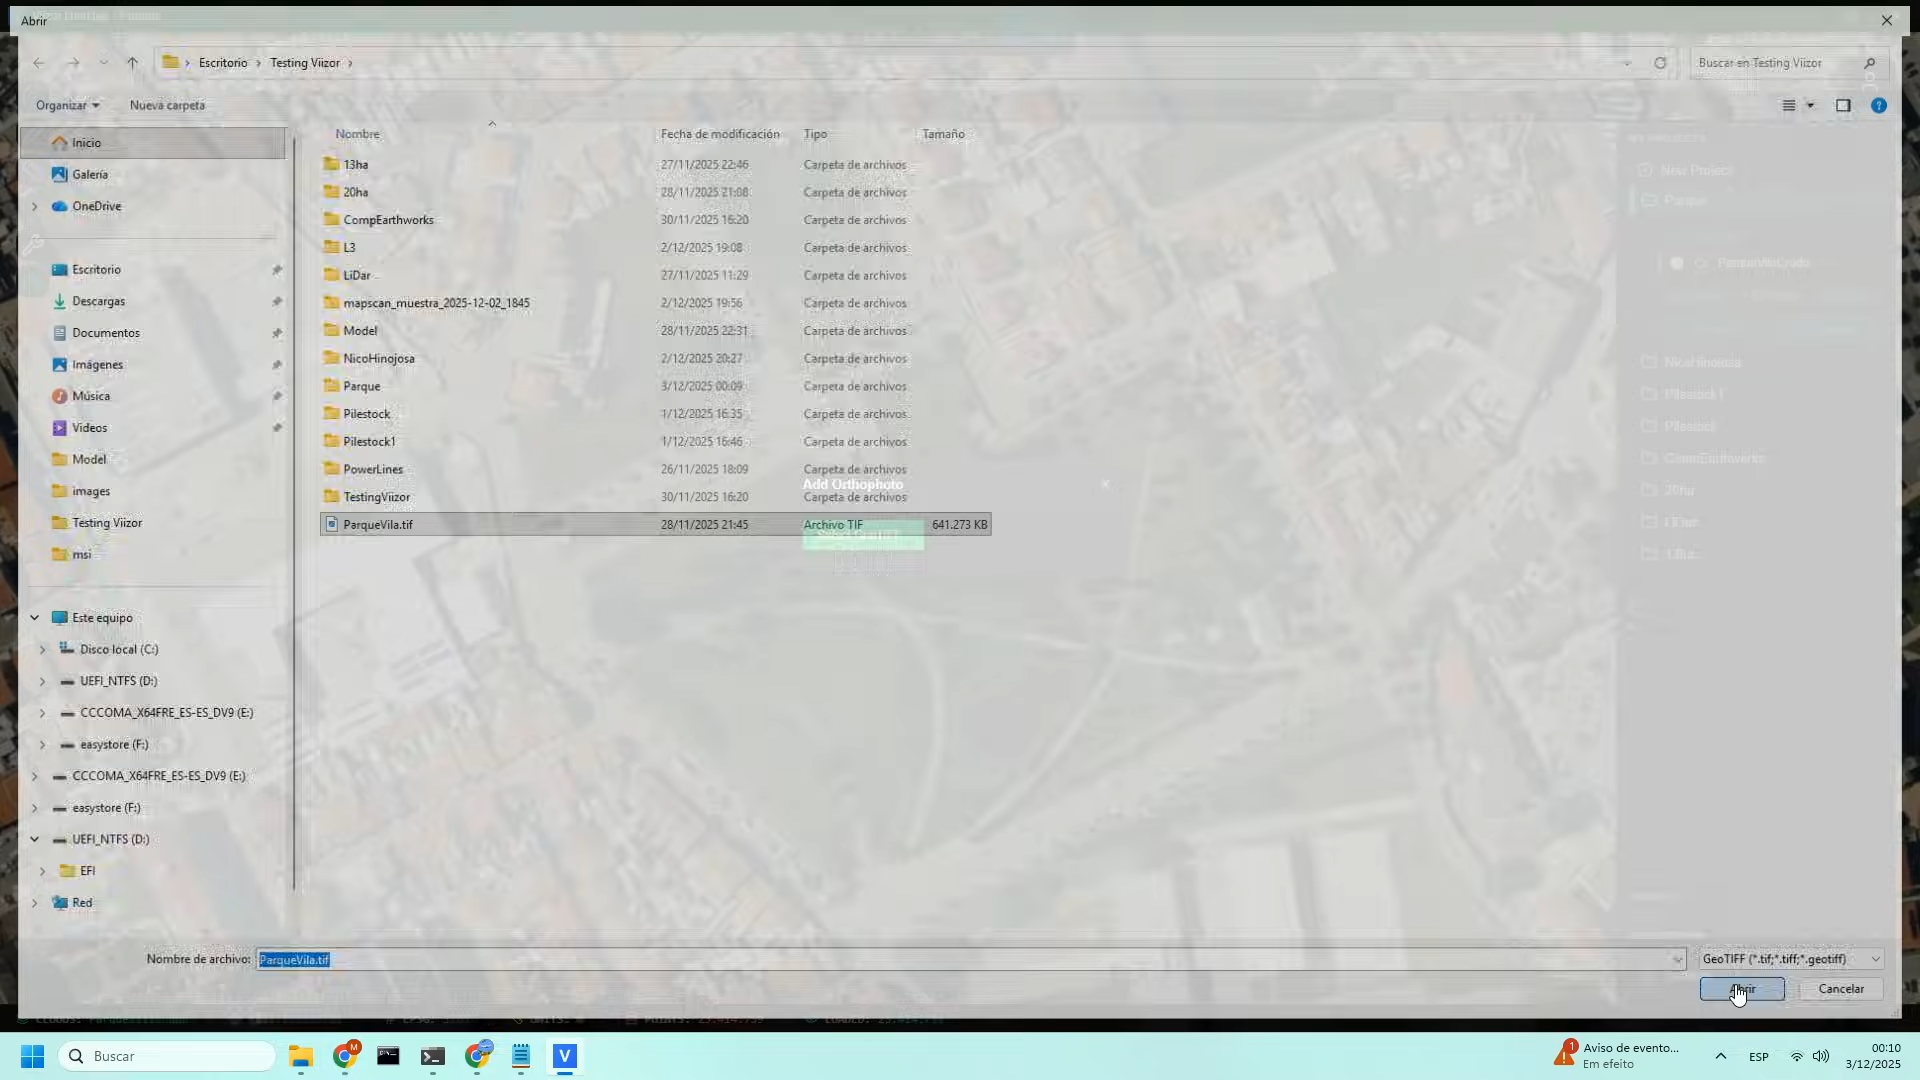 Abrir
Escritorio > Testing Viizor >
Buscar en Testing Viizor
Organizar
Nueva carpeta
Nombre
Fecha de modificación
Tipo
Tamaño
Inicio
Galería
OneDrive
Escritorio
Descargas
Documentos
Imágenes
Música
Videos
Model
images
Testing Viizor
msi
Este equipo
Disco local (C:)
UEFI_NTFS (D:)
CCCOMA_X64FRE_ES-ES_DV9 (E:)
easystore (F:)
CCCOMA_X64FRE_ES-ES_DV9 (E:)
easystore (F:)
UEFI_NTFS (D:)
EFI
Red
13ha 27/11/2025 22:46 Carpeta de archivos
20ha 28/11/2025 21:08 Carpeta de archivos
CompEarthworks 30/11/2025 16:20 Carpeta de archivos
L3 2/12/2025 19:08 Carpeta de archivos
LiDar 27/11/2025 11:29 Carpeta de archivos
mapscan_muestra_2025-12-02_1845 2/12/2025 19:56 Carpeta de archivos
Model 28/11/2025 22:31 Carpeta de archivos
NicoHinojosa 2/12/2025 20:27 Carpeta de archivos
Parque 3/12/2025 00:09 Carpeta de archivos
Pilestock 1/12/2025 16:35 Carpeta de archivos
Pilestock1 1/12/2025 16:46 Carpeta de archivos
PowerLines 26/11/2025 18:09 Carpeta de archivos
Add Orthophoto
TestingViizor 30/11/2025 16:20 Carpeta de archivos
ParqueVila.tif 28/11/2025 21:45 Archivo TIF 641.273 KB
New Project
Parque
NicoHinojosa
Pilestock1
Pilestock
CompEarthworks
20ha
LiDar
13ha
Nombre de archivo:
ParqueVila.tif
GeoTIFF (*.tif;*.tiff;*.geotiff)
Abrir
Cancelar
Buscar
Aviso de evento...
Em efeito
ESP
00:10
3/12/2025